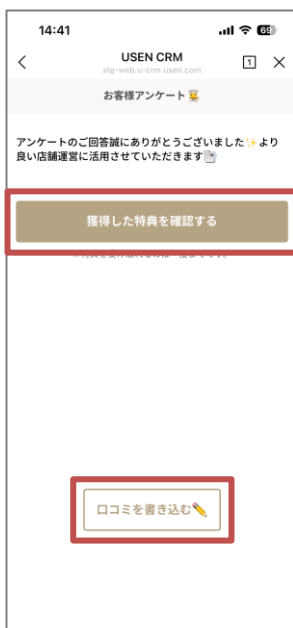 14:41
69
USEN CRM
stg-web.u-crm.usen.com
1
お客様アンケート
アンケートのご回答誠にありがとうございました✨より
良い店舗運営に活用させていただきます
獲得した特典を確認する
口コミを書き込む✏️